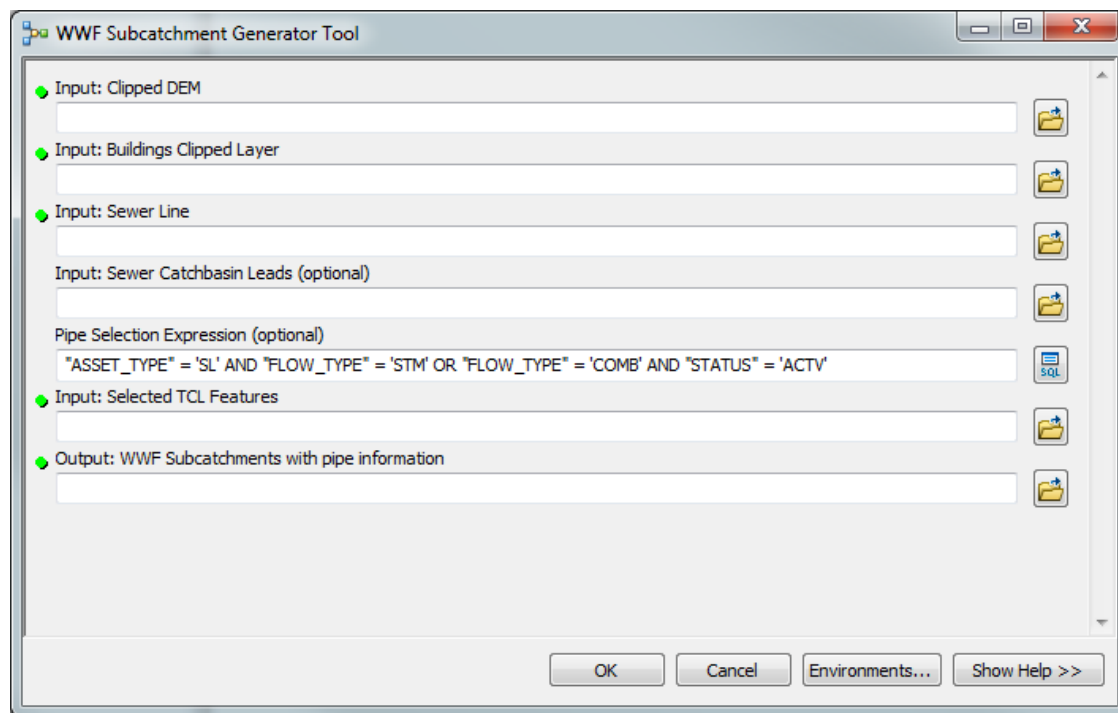 WWF Subcatchment Generator Tool
X
Input: Clipped DEM
Input: Buildings Clipped Layer
Input: Sewer Line
Input: Sewer Catchbasin Leads (optional)
Pipe Selection Expression (optional)
"ASSET_TYPE" = 'SL' AND "FLOW_TYPE" = 'STM' OR "FLOW_TYPE" = 'COMB' AND "STATUS" = 'ACTV'
SQL
Input: Selected TCL Features
Output: WWF Subcatchments with pipe information
OK Cancel Environments... Show Help >>